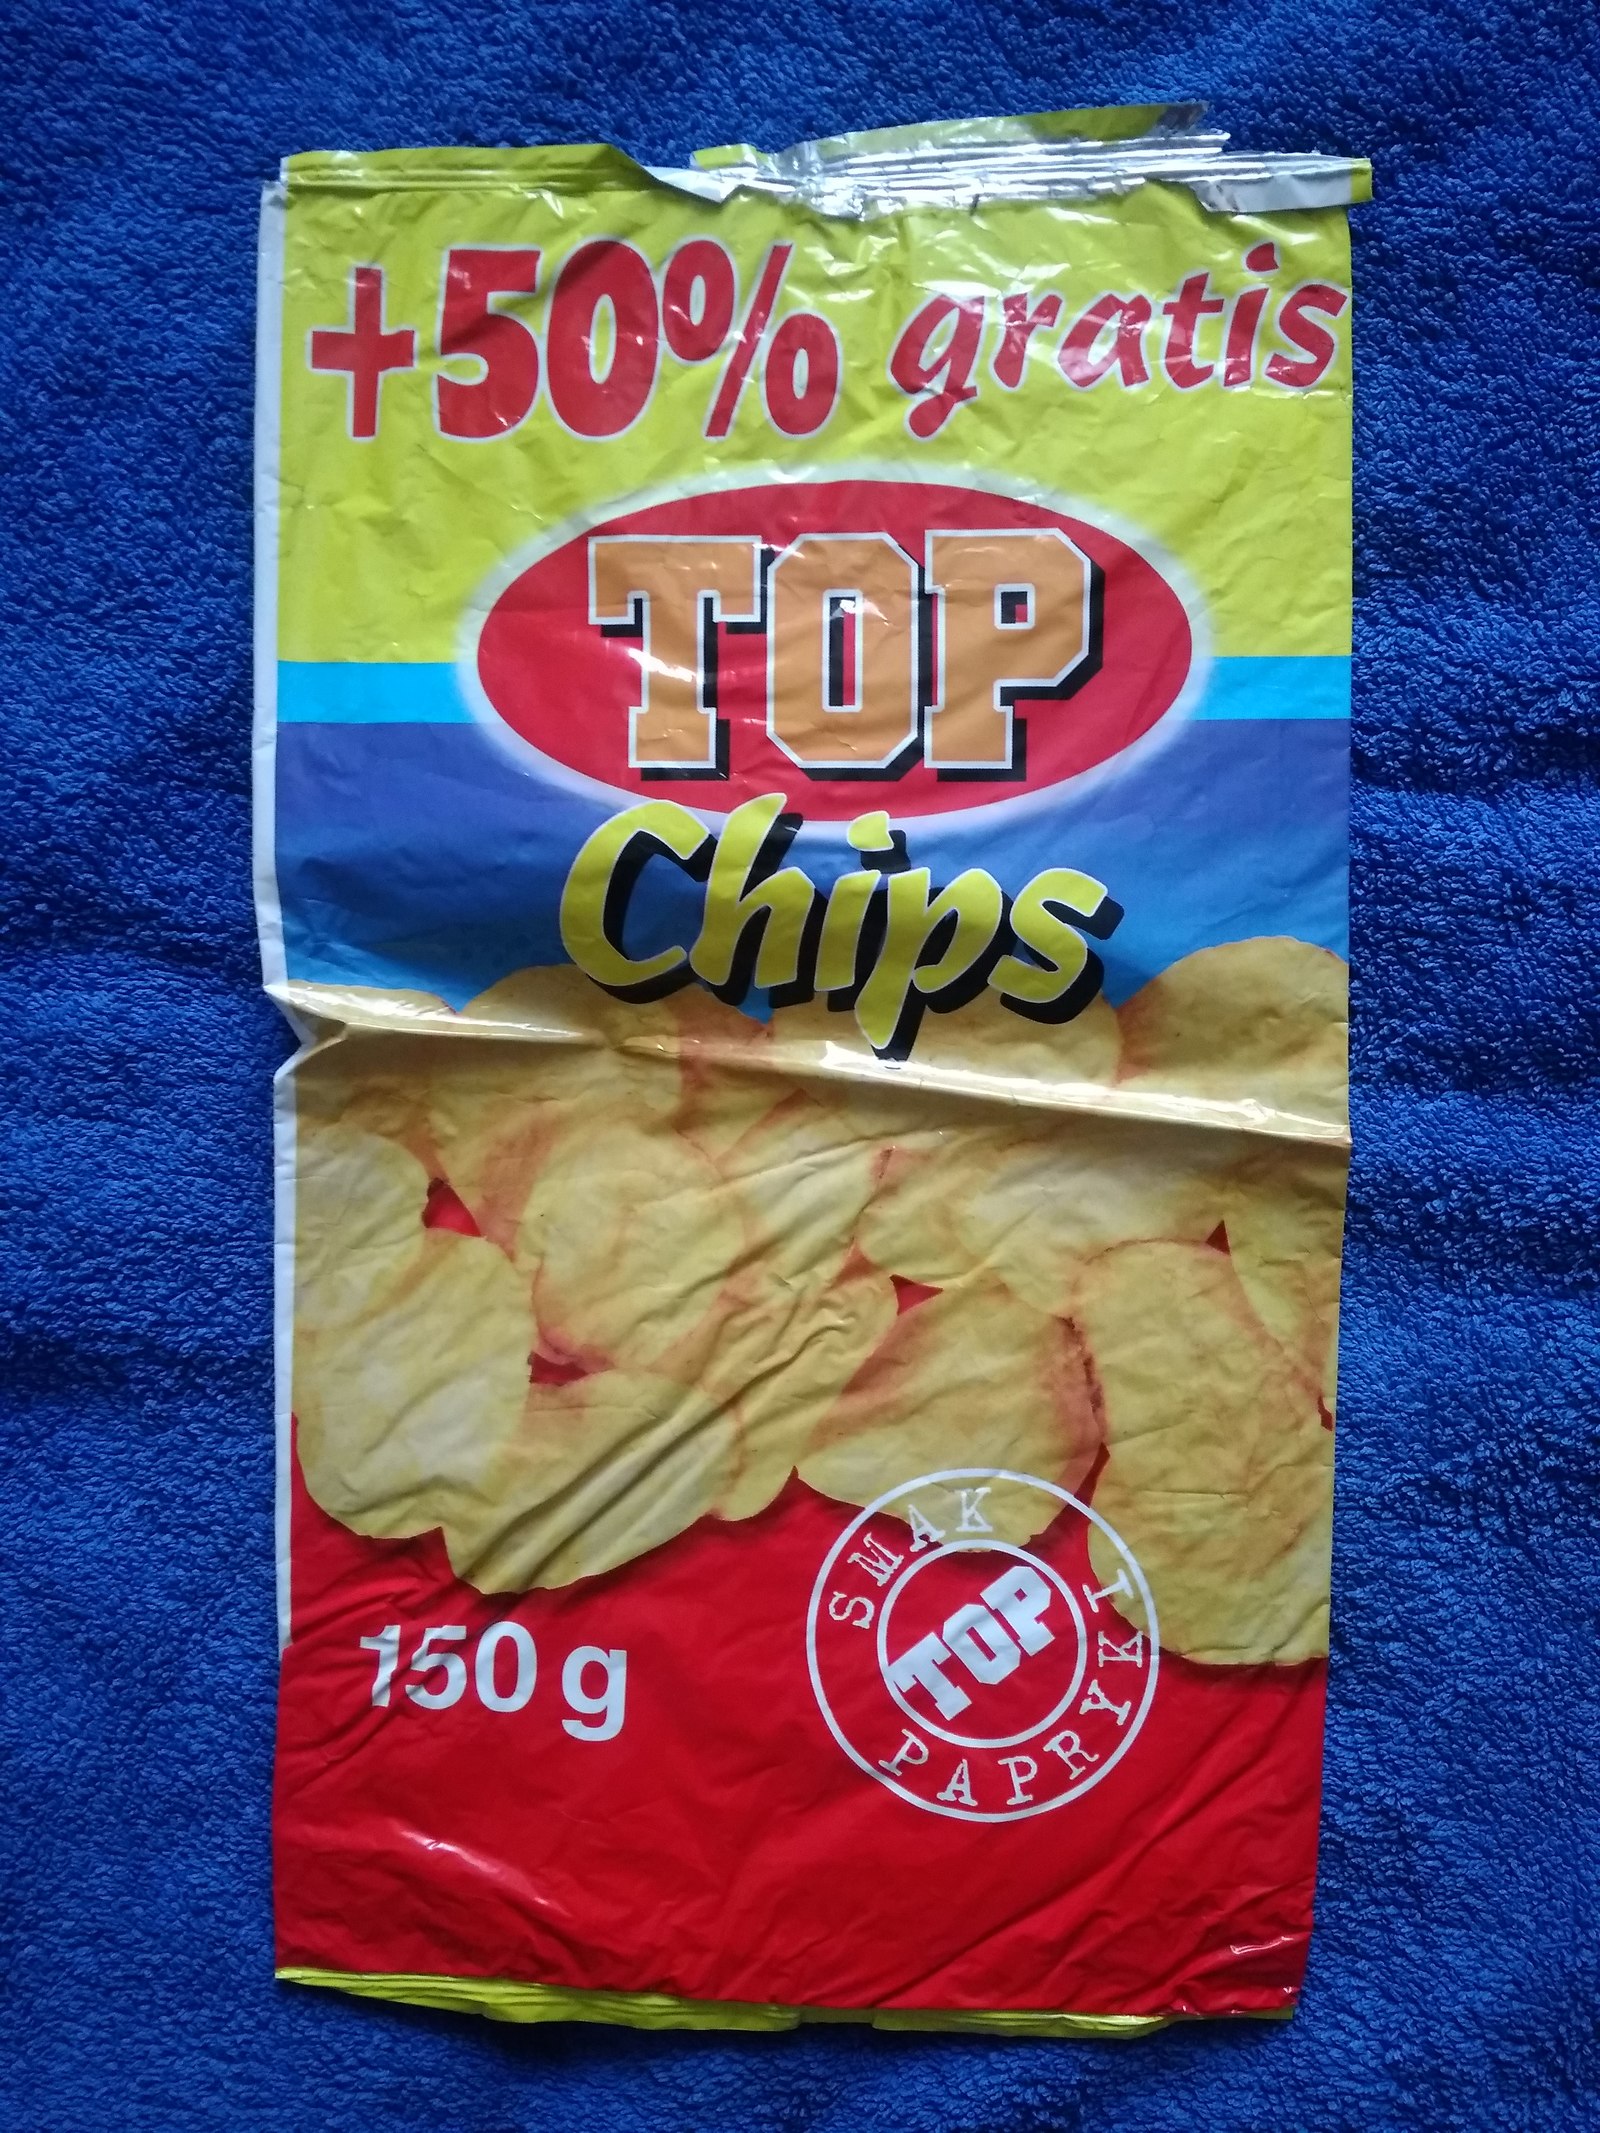 +50% gratis
TOP
Chips
150 g
SMAK PAPRYKI
TOP